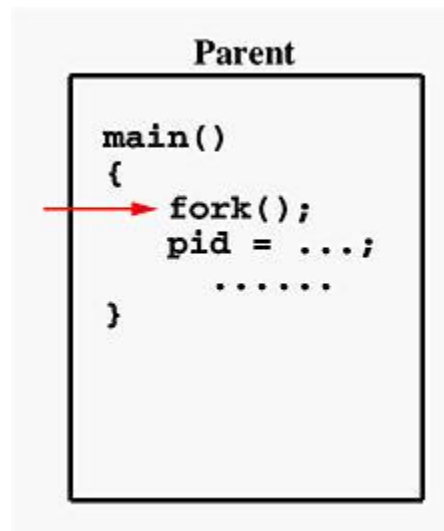 Parent
main()
{
fork();
pid = ...;
......
}